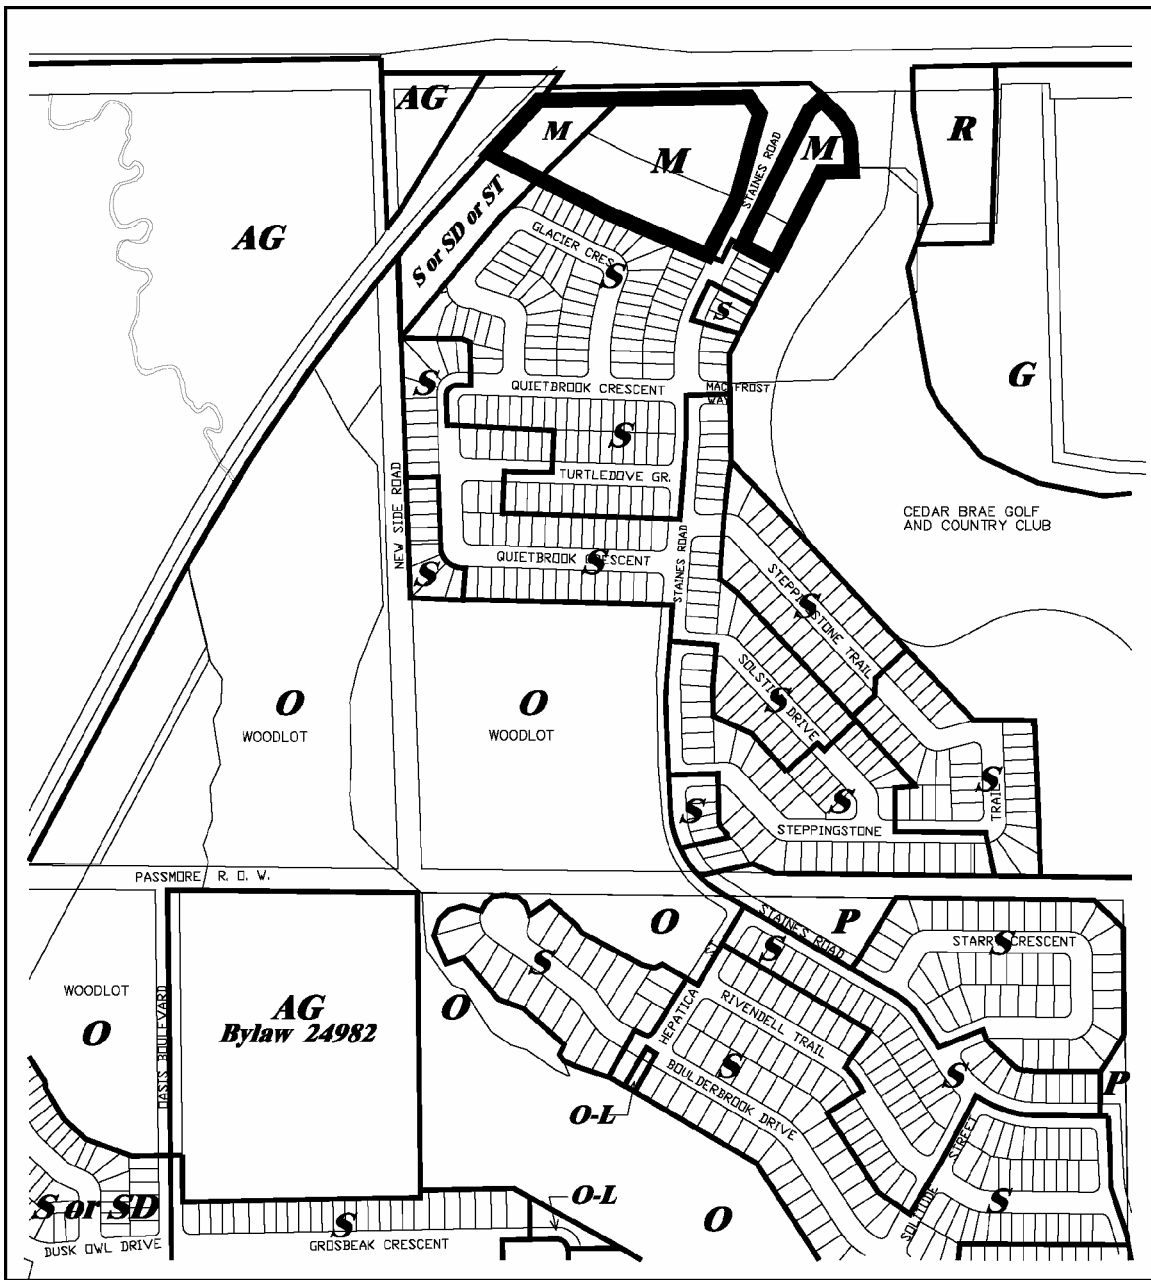 AG
M
M
STAINES ROAD
M
R
AG
S or SD or ST
GLACIER CRES
S
S
G
S
QUIETBROOK CRESCENT
MAC FROST
WAY
S
TURTLEDOVE GR.
NEW SIDE ROAD
CEDAR BRAE GOLF
AND COUNTRY CLUB
QUIETBROOK CRESCENT
S
STAINES ROAD
S
STEPPINGSTONE TRAIL
S
SOLSTICE DRIVE
S
O
WOODLOT
O
WOODLOT
S
S
S
TRAIL
STEPPINGSTONE
PASSMORE R. O. W.
O
STAINES ROAD
P
S
STARRY CRESCENT
S
S
WOODLOT
O
OASIS BOULEVARD
AG
Bylaw 24982
O
HEPATICA
RIVENDELL TRAIL
S
BOULDERBROOK DRIVE
S
P
O-L
STREET
SOLITUDE
S
S or SD
DUSK OWL DRIVE
S
GROSBEAK CRESCENT
O-L
O